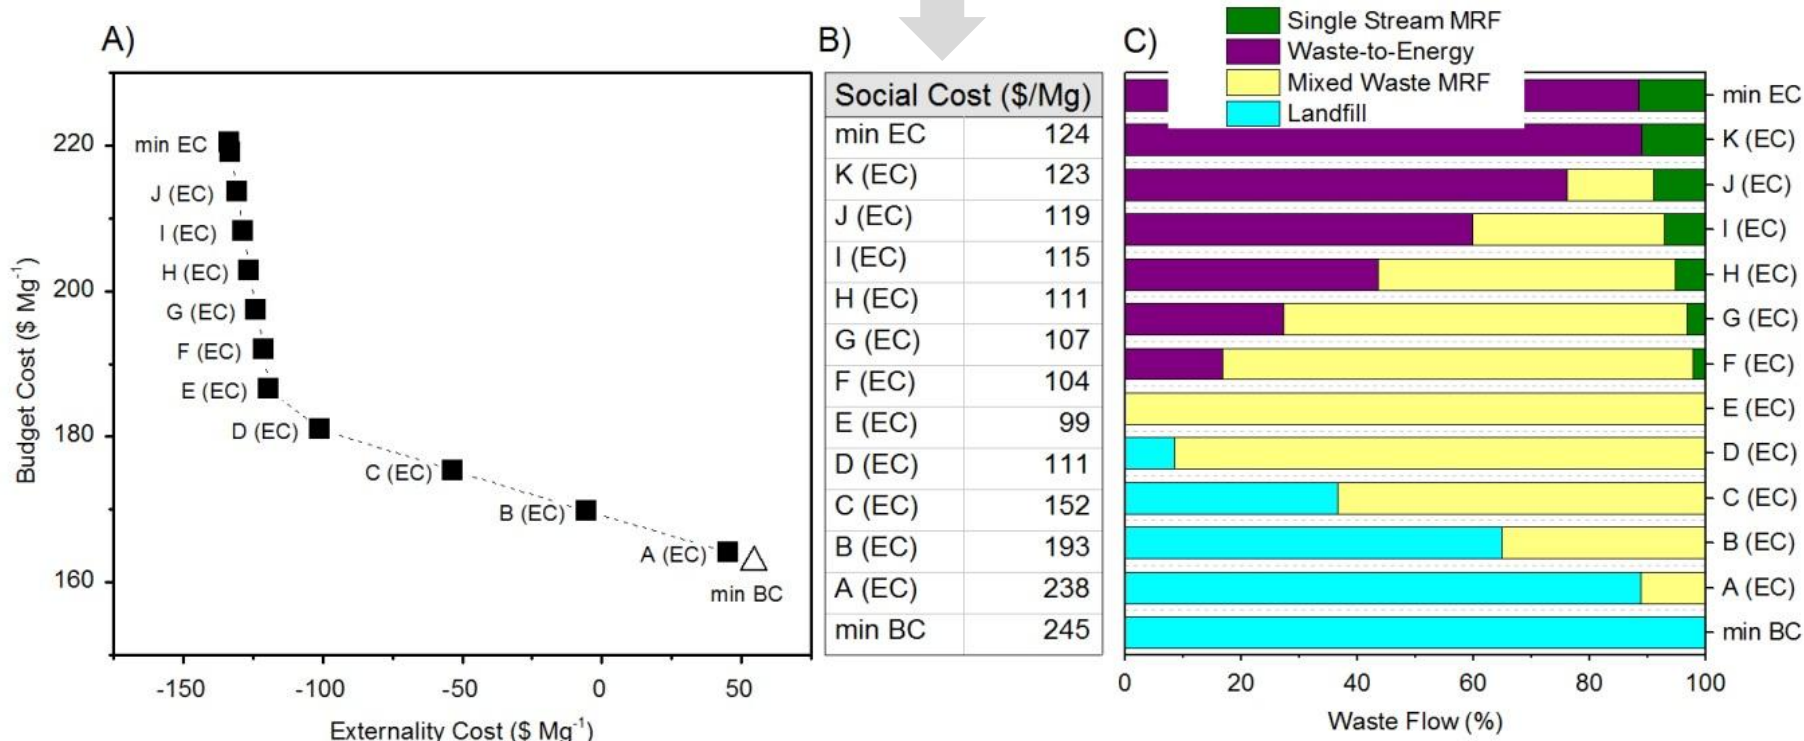 A)
Budget Cost ($ Mg⁻¹)
220
200
180
160
min EC
J (EC)
I (EC)
H (EC)
G (EC)
F (EC)
E (EC)
D (EC)
C (EC)
B (EC)
A (EC)
min BC
-150 -100 -50 0 50
Externality Cost ($ Mg⁻¹)
B)
Social Cost ($/Mg)
min EC 124
K (EC) 123
J (EC) 119
I (EC) 115
H (EC) 111
G (EC) 107
F (EC) 104
E (EC) 99
D (EC) 111
C (EC) 152
B (EC) 193
A (EC) 238
min BC 245
C)
Single Stream MRF
Waste-to-Energy
Mixed Waste MRF
Landfill
min EC
K (EC)
J (EC)
I (EC)
H (EC)
G (EC)
F (EC)
E (EC)
D (EC)
C (EC)
B (EC)
A (EC)
min BC
0 20 40 60 80 100
Waste Flow (%)